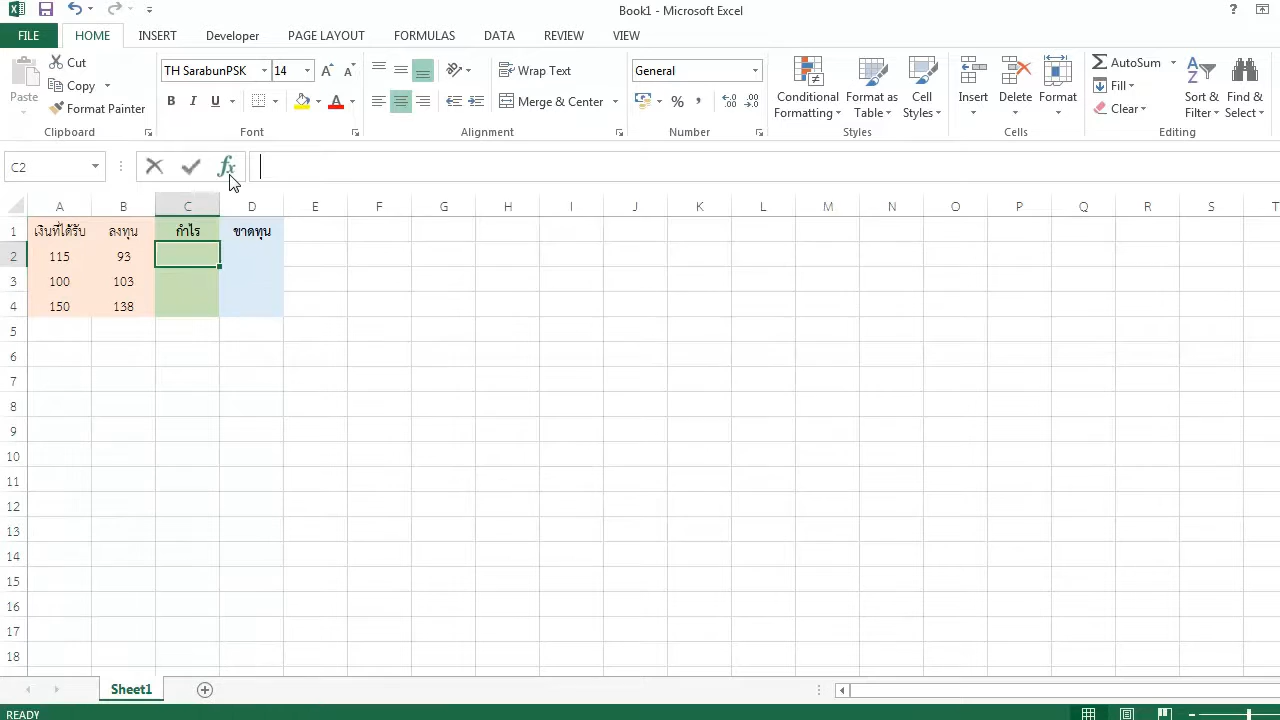 Book1 - Microsoft Excel
?
FILE HOME INSERT Developer PAGE LAYOUT FORMULAS DATA REVIEW VIEW
Paste
Cut
Copy
Format Painter
Clipboard
TH SarabunPSK 14
B I U
Font
Wrap Text
Merge & Center
Alignment
General
% ,
Number
Conditional Formatting
Format as Table
Cell Styles
Styles
Insert
Delete
Format
Cells
AutoSum
Fill
Clear
Sort & Filter
Find & Select
Editing
C2 fx
A B C D E F G H I J K L M N O P Q R S T
1 เงินที่ได้รับ ลงทุน กำไร ขาดทุน
2 115 93
3 100 103
4 150 138
5
6
7
8
9
10
11
12
13
14
15
16
17
18
Sheet1
READY